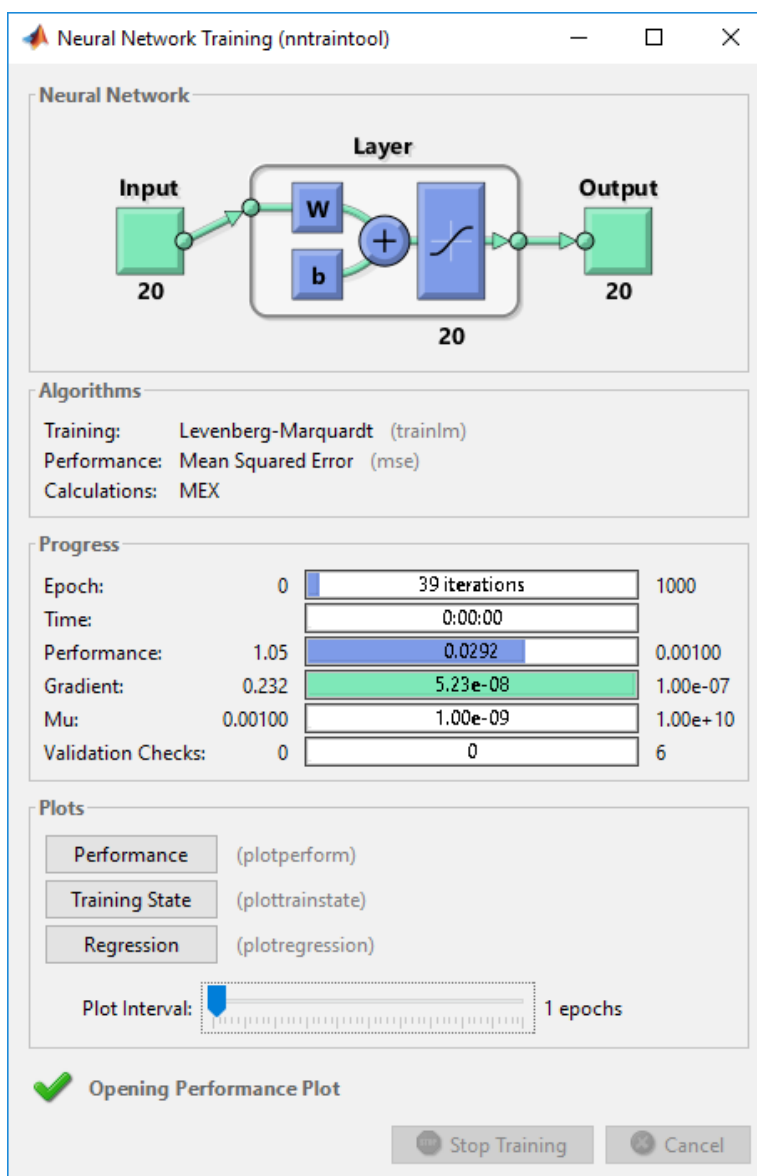 Neural Network Training (nntraintool)
Neural Network
Layer
Input
Output
W
b
+
20
20
20
Algorithms
Training: Levenberg-Marquardt (trainlm)
Performance: Mean Squared Error (mse)
Calculations: MEX
Progress
Epoch: 0 39 iterations 1000
Time: 0:00:00
Performance: 1.05 0.0292 0.00100
Gradient: 0.232 5.23e-08 1.00e-07
Mu: 0.00100 1.00e-09 1.00e+10
Validation Checks: 0 0 6
Plots
Performance (plotperform)
Training State (plottrainstate)
Regression (plotregression)
Plot Interval: 1 epochs
Opening Performance Plot
Stop Training Cancel